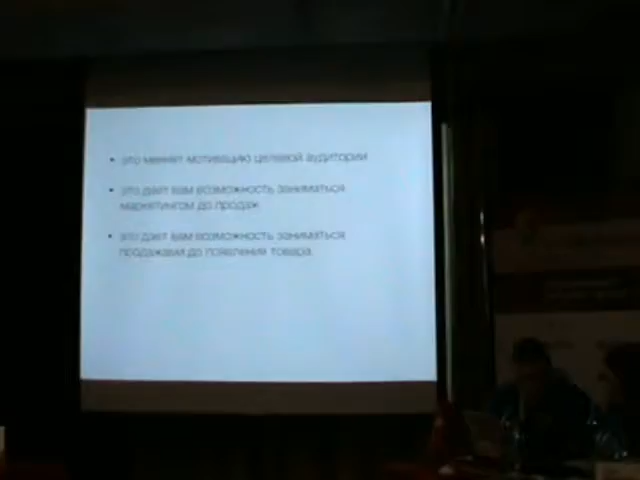 • это меняет мотивацию целевой аудитории
• это дает вам возможность заниматься
маркетингом до продаж
• это дает вам возможность заниматься
продажами до появления товара.